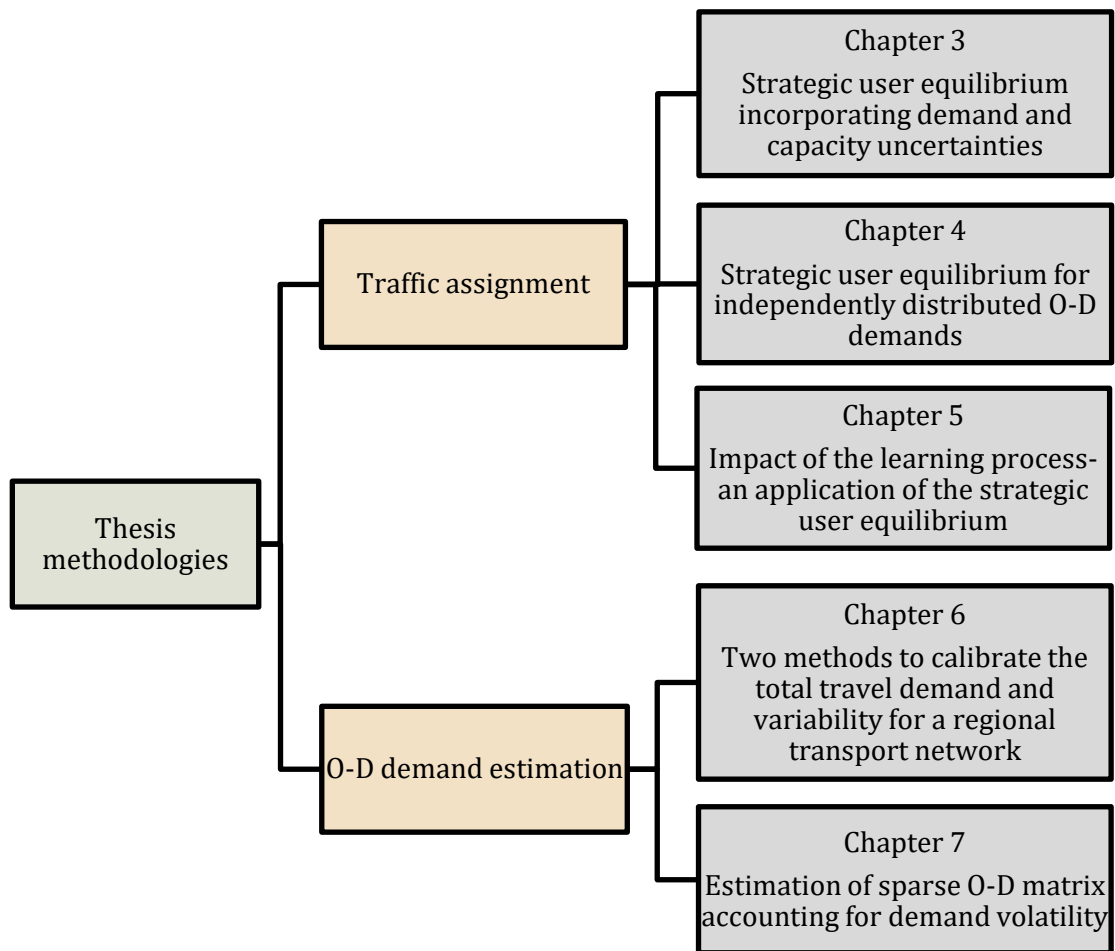 Thesis
methodologies
Traffic assignment
Chapter 3
Strategic user equilibrium
incorporating demand and
capacity uncertainties
Chapter 4
Strategic user equilibrium for
independently distributed O-D
demands
Chapter 5
Impact of the learning process-
an application of the strategic
user equilibrium
O-D demand estimation
Chapter 6
Two methods to calibrate the
total travel demand and
variability for a regional
transport network
Chapter 7
Estimation of sparse O-D matrix
accounting for demand volatility